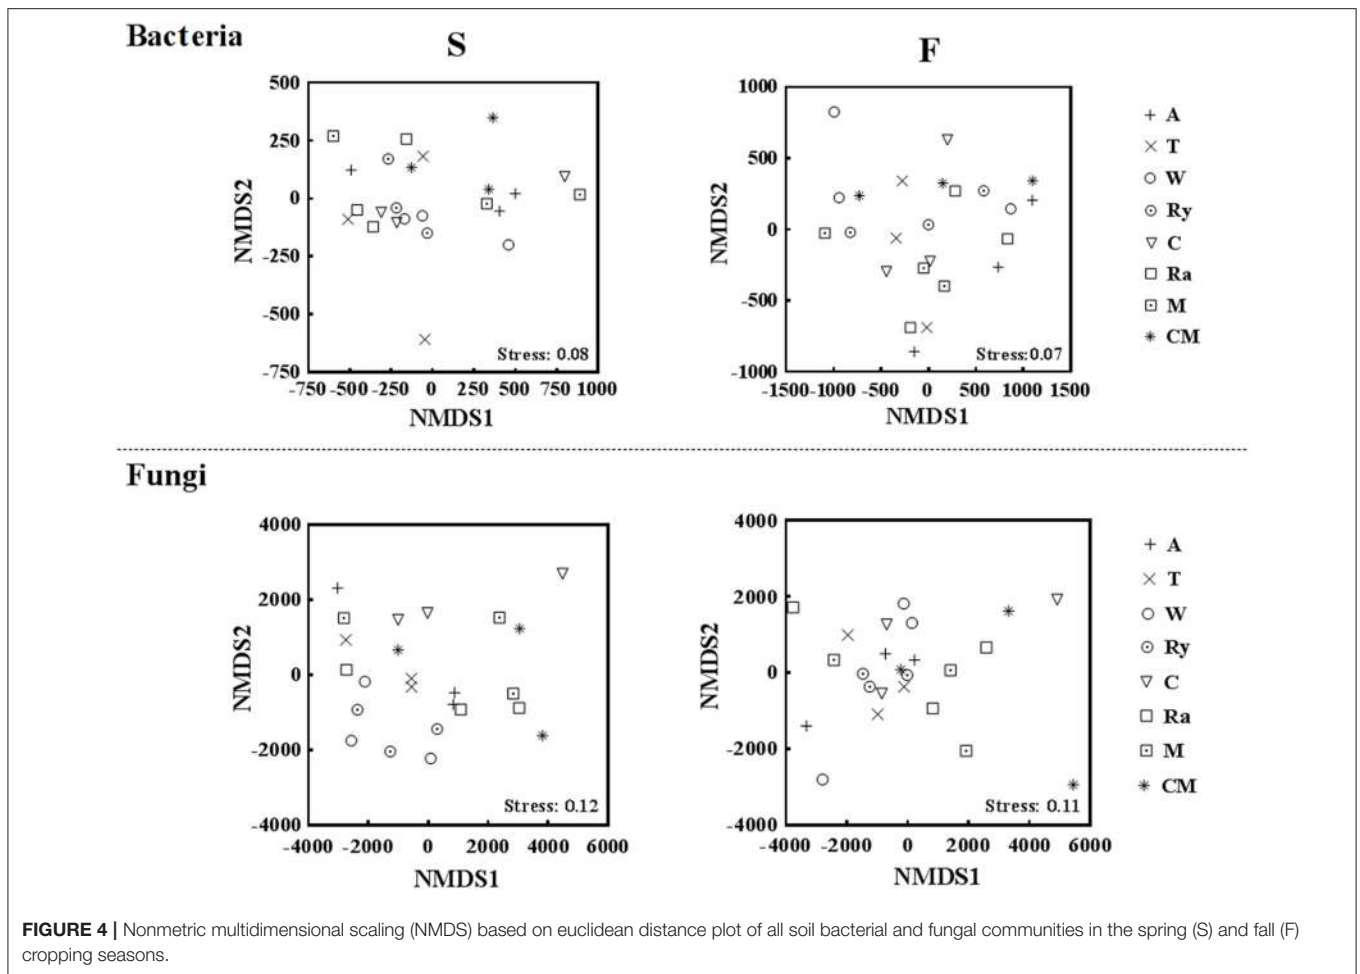 Bacteria
S
F
500
250
0
-250
-500
-750
NMDS2
-750 -500 -250 0 250 500 750 1000
NMDS1
Stress: 0.08
1000
500
0
-500
-1000
NMDS2
-1500 -1000 -500 0 500 1000 1500
NMDS1
Stress:0.07
A
T
W
Ry
C
Ra
M
CM
Fungi
4000
2000
0
-2000
-4000
NMDS2
-4000 -2000 0 2000 4000 6000
NMDS1
Stress: 0.12
4000
2000
0
-2000
-4000
NMDS2
-4000 -2000 0 2000 4000 6000
NMDS1
Stress: 0.11
A
T
W
Ry
C
Ra
M
CM
FIGURE 4 | Nonmetric multidimensional scaling (NMDS) based on euclidean distance plot of all soil bacterial and fungal communities in the spring (S) and fall (F)
cropping seasons.